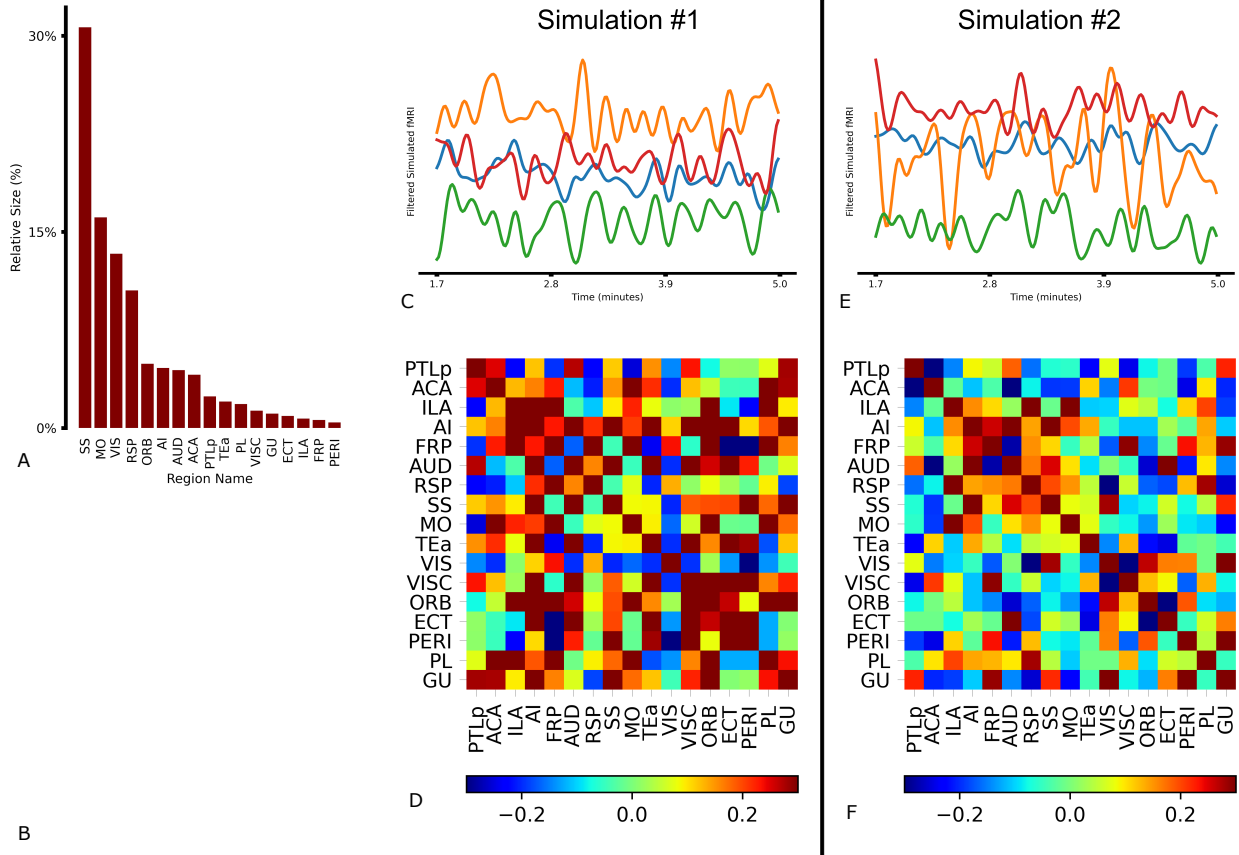 Simulation #1
Simulation #2
30%
15%
0%
Relative Size (%)
SS MO VIS RSP ORB AI AUD ACA PTLp TEa PL VISC GU ECT ILA FRP PERI
Region Name
A
B
Filtered Simulated fMRI
1.7 2.8 3.9 5.0
Time (minutes)
C
Filtered Simulated fMRI
1.7 2.8 3.9 5.0
Time (minutes)
E
PTLp
ACA
ILA
AI
FRP
AUD
RSP
SS
MO
TEa
VIS
VISC
ORB
ECT
PERI
PL
GU
PTLp ACA ILA AI FRP AUD RSP SS MO TEa VIS VISC ORB ECT PERI PL GU
−0.2 0.0 0.2
D
PTLp
ACA
ILA
AI
FRP
AUD
RSP
SS
MO
TEa
VIS
VISC
ORB
ECT
PERI
PL
GU
PTLp ACA ILA AI FRP AUD RSP SS MO TEa VIS VISC ORB ECT PERI PL GU
−0.2 0.0 0.2
F